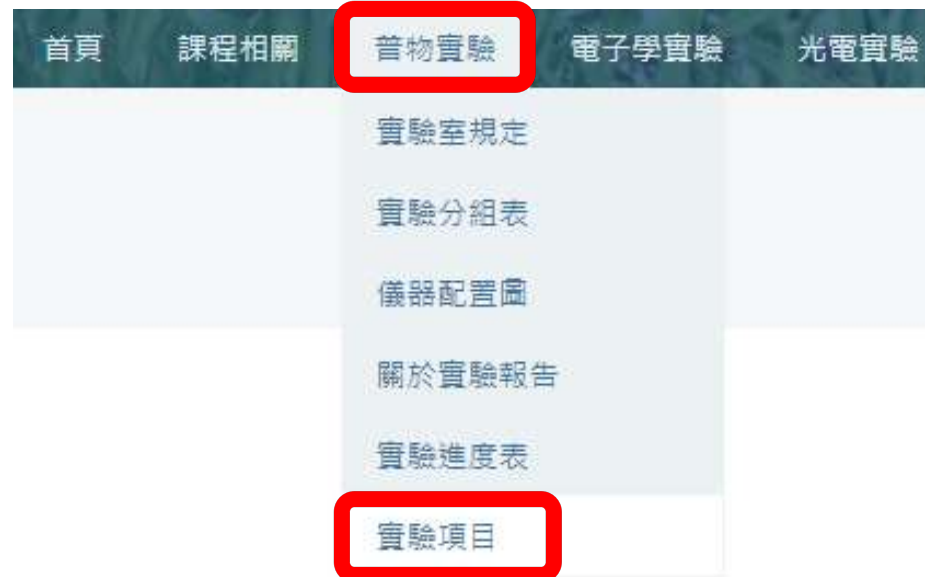 首頁 課程相關 普物實驗 電子學實驗 光電實驗
實驗室規定
實驗分組表
儀器配置圖
關於實驗報告
實驗進度表
實驗項目